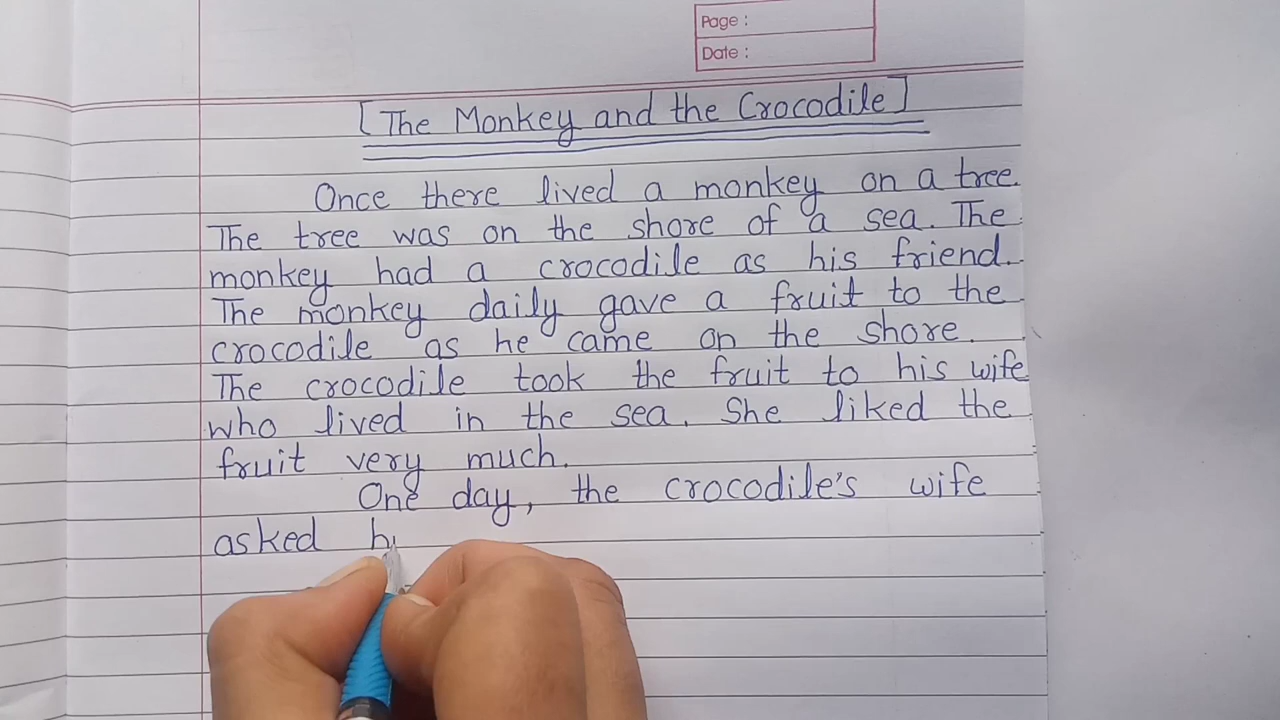 Page :
Date :
[The Monkey and the Crocodile]
Once there lived a monkey on a tree.
The tree was on the shore of a sea. The
monkey had a crocodile as his friend.
The monkey daily gave a fruit to the
crocodile as he came on the shore.
The crocodile took the fruit to his wife
who lived in the sea. She liked the
fruit very much.
One day, the crocodile's wife
asked